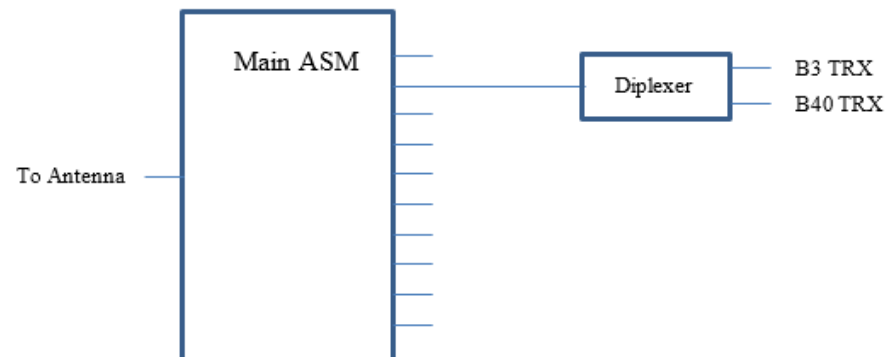 Main ASM
Diplexer
B3 TRX
B40 TRX
To Antenna